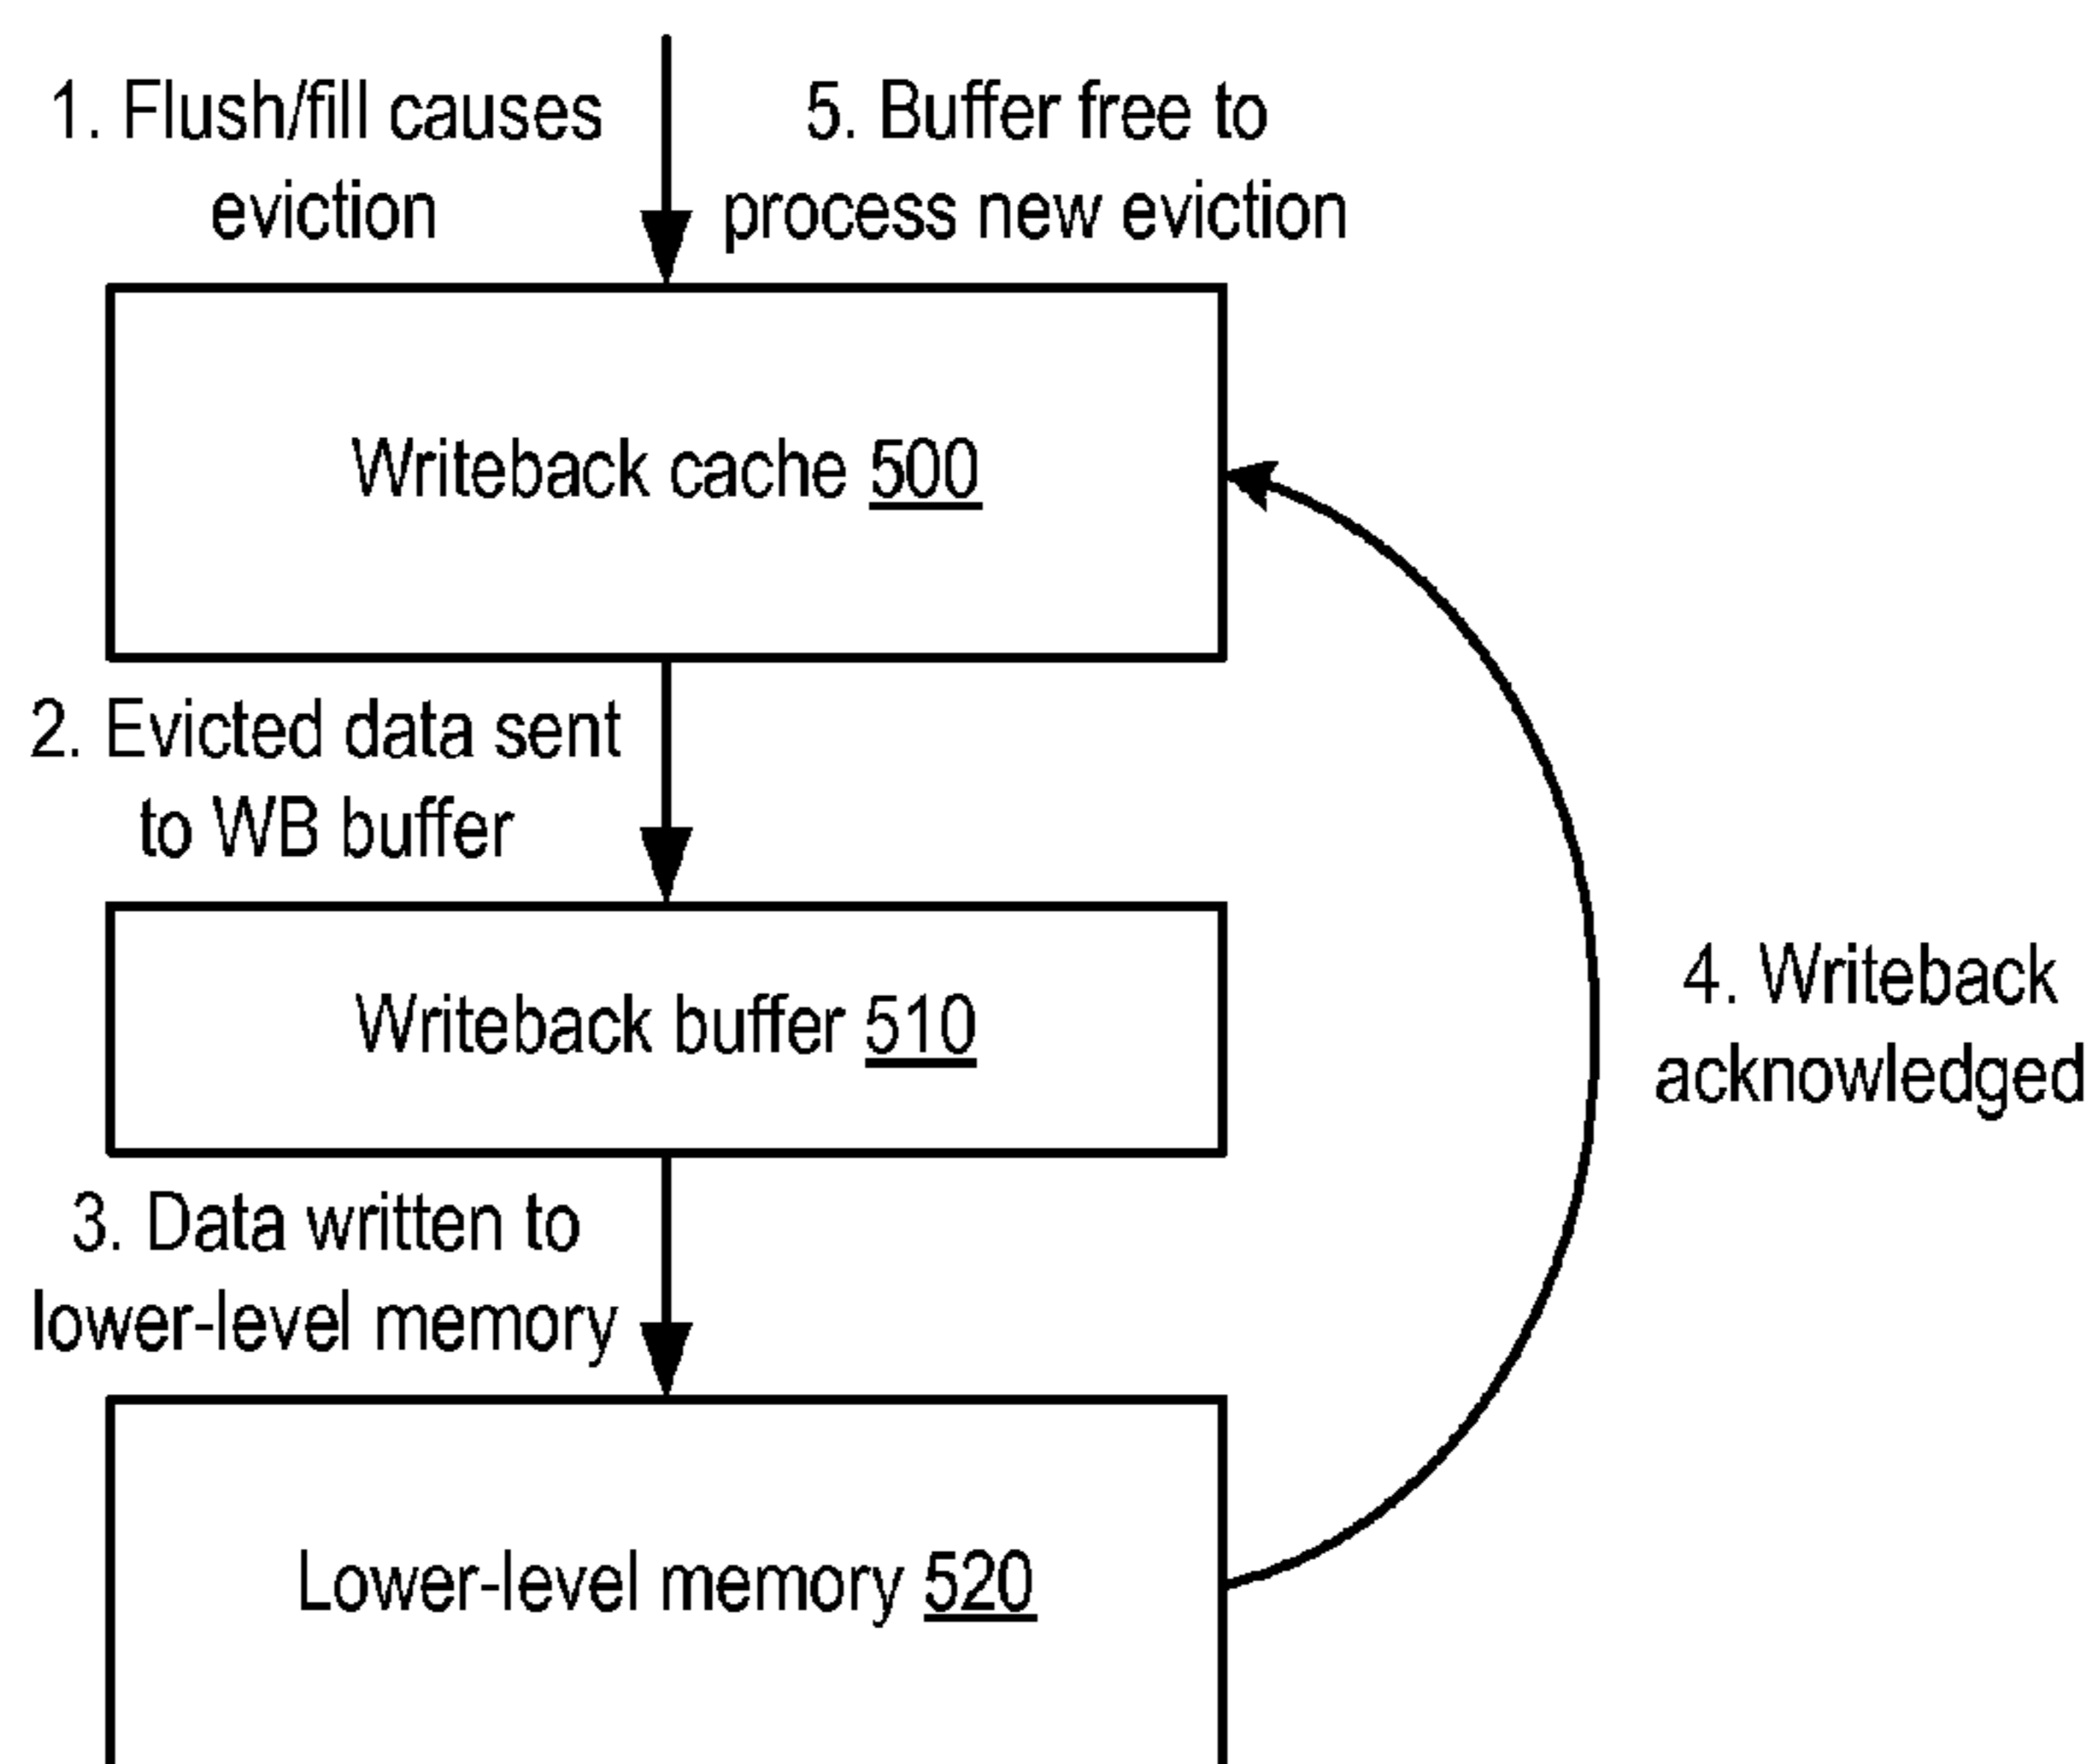 1. Flush/fill causes
eviction
5. Buffer free to
process new eviction
Writeback cache 500
2. Evicted data sent
to WB buffer
Writeback buffer 510
4. Writeback
acknowledged
3. Data written to
lower-level memory
Lower-level memory 520